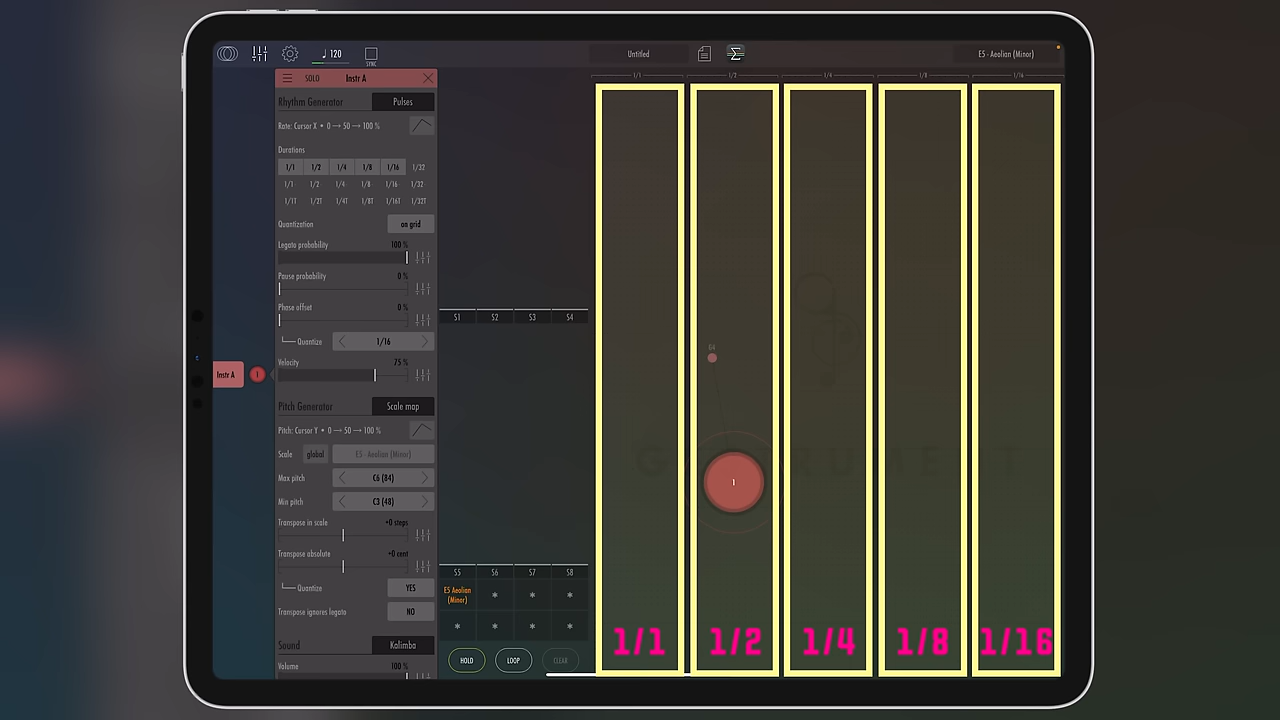 120
SYNC
Untitled
E5 - Aeolian (Minor)
SOLO Instr A
1/1 1/2 1/4 1/8 1/16
Rhythm Generator Pulses
Rate: Cursor X • 0 → 50 → 100 %
Durations
1/1 1/2 1/4 1/8 1/16 1/32
1/1· 1/2· 1/4· 1/8· 1/16· 1/32·
1/1T 1/2T 1/4T 1/8T 1/16T 1/32T
Quantization on grid
Legato probability 100 %
Pause probability 0 %
Phase offset 0 %
Quantize 1/16
Velocity 75 %
Instr A 1
Pitch Generator Scale map
Pitch: Cursor Y • 0 → 50 → 100 %
Scale global E5 - Aeolian (Minor)
Max pitch C6 (84)
Min pitch C3 (48)
Transpose in scale +0 steps
Transpose absolute +0 cent
Quantize YES
Transpose ignores legato NO
Sound Kalimba
Volume 100 %
S1 S2 S3 S4
S5 S6 S7 S8
E5 Aeolian
(Minor) * * *
* * * *
HOLD LOOP CLEAR
1
1/1 1/2 1/4 1/8 1/16